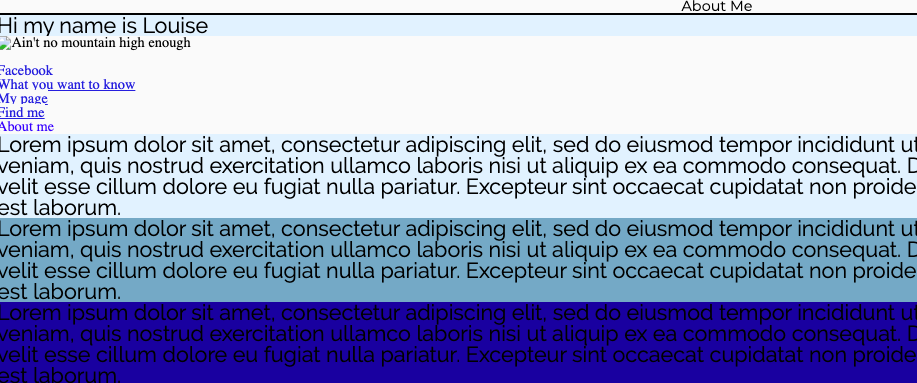 About Me
Hi my name is Louise
Ain't no mountain high enough
Facebook
What you want to know
My page
Find me
About me
Lorem ipsum dolor sit amet, consectetur adipiscing elit, sed do eiusmod tempor incididunt ut
veniam, quis nostrud exercitation ullamco laboris nisi ut aliquip ex ea commodo consequat. D
velit esse cillum dolore eu fugiat nulla pariatur. Excepteur sint occaecat cupidatat non proide
est laborum.
Lorem ipsum dolor sit amet, consectetur adipiscing elit, sed do eiusmod tempor incididunt ut
veniam, quis nostrud exercitation ullamco laboris nisi ut aliquip ex ea commodo consequat. D
velit esse cillum dolore eu fugiat nulla pariatur. Excepteur sint occaecat cupidatat non proide
est laborum.
Lorem ipsum dolor sit amet, consectetur adipiscing elit, sed do eiusmod tempor incididunt ut
veniam, quis nostrud exercitation ullamco laboris nisi ut aliquip ex ea commodo consequat. D
velit esse cillum dolore eu fugiat nulla pariatur. Excepteur sint occaecat cupidatat non proide
est laborum.